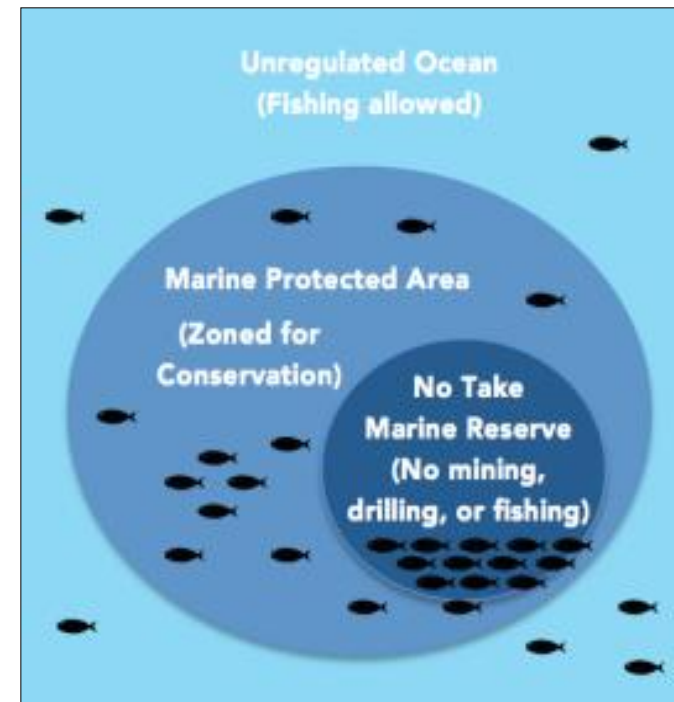 Unregulated Ocean
(Fishing allowed)
Marine Protected Area
(Zoned for
Conservation)
No Take
Marine Reserve
(No mining,
drilling, or fishing)